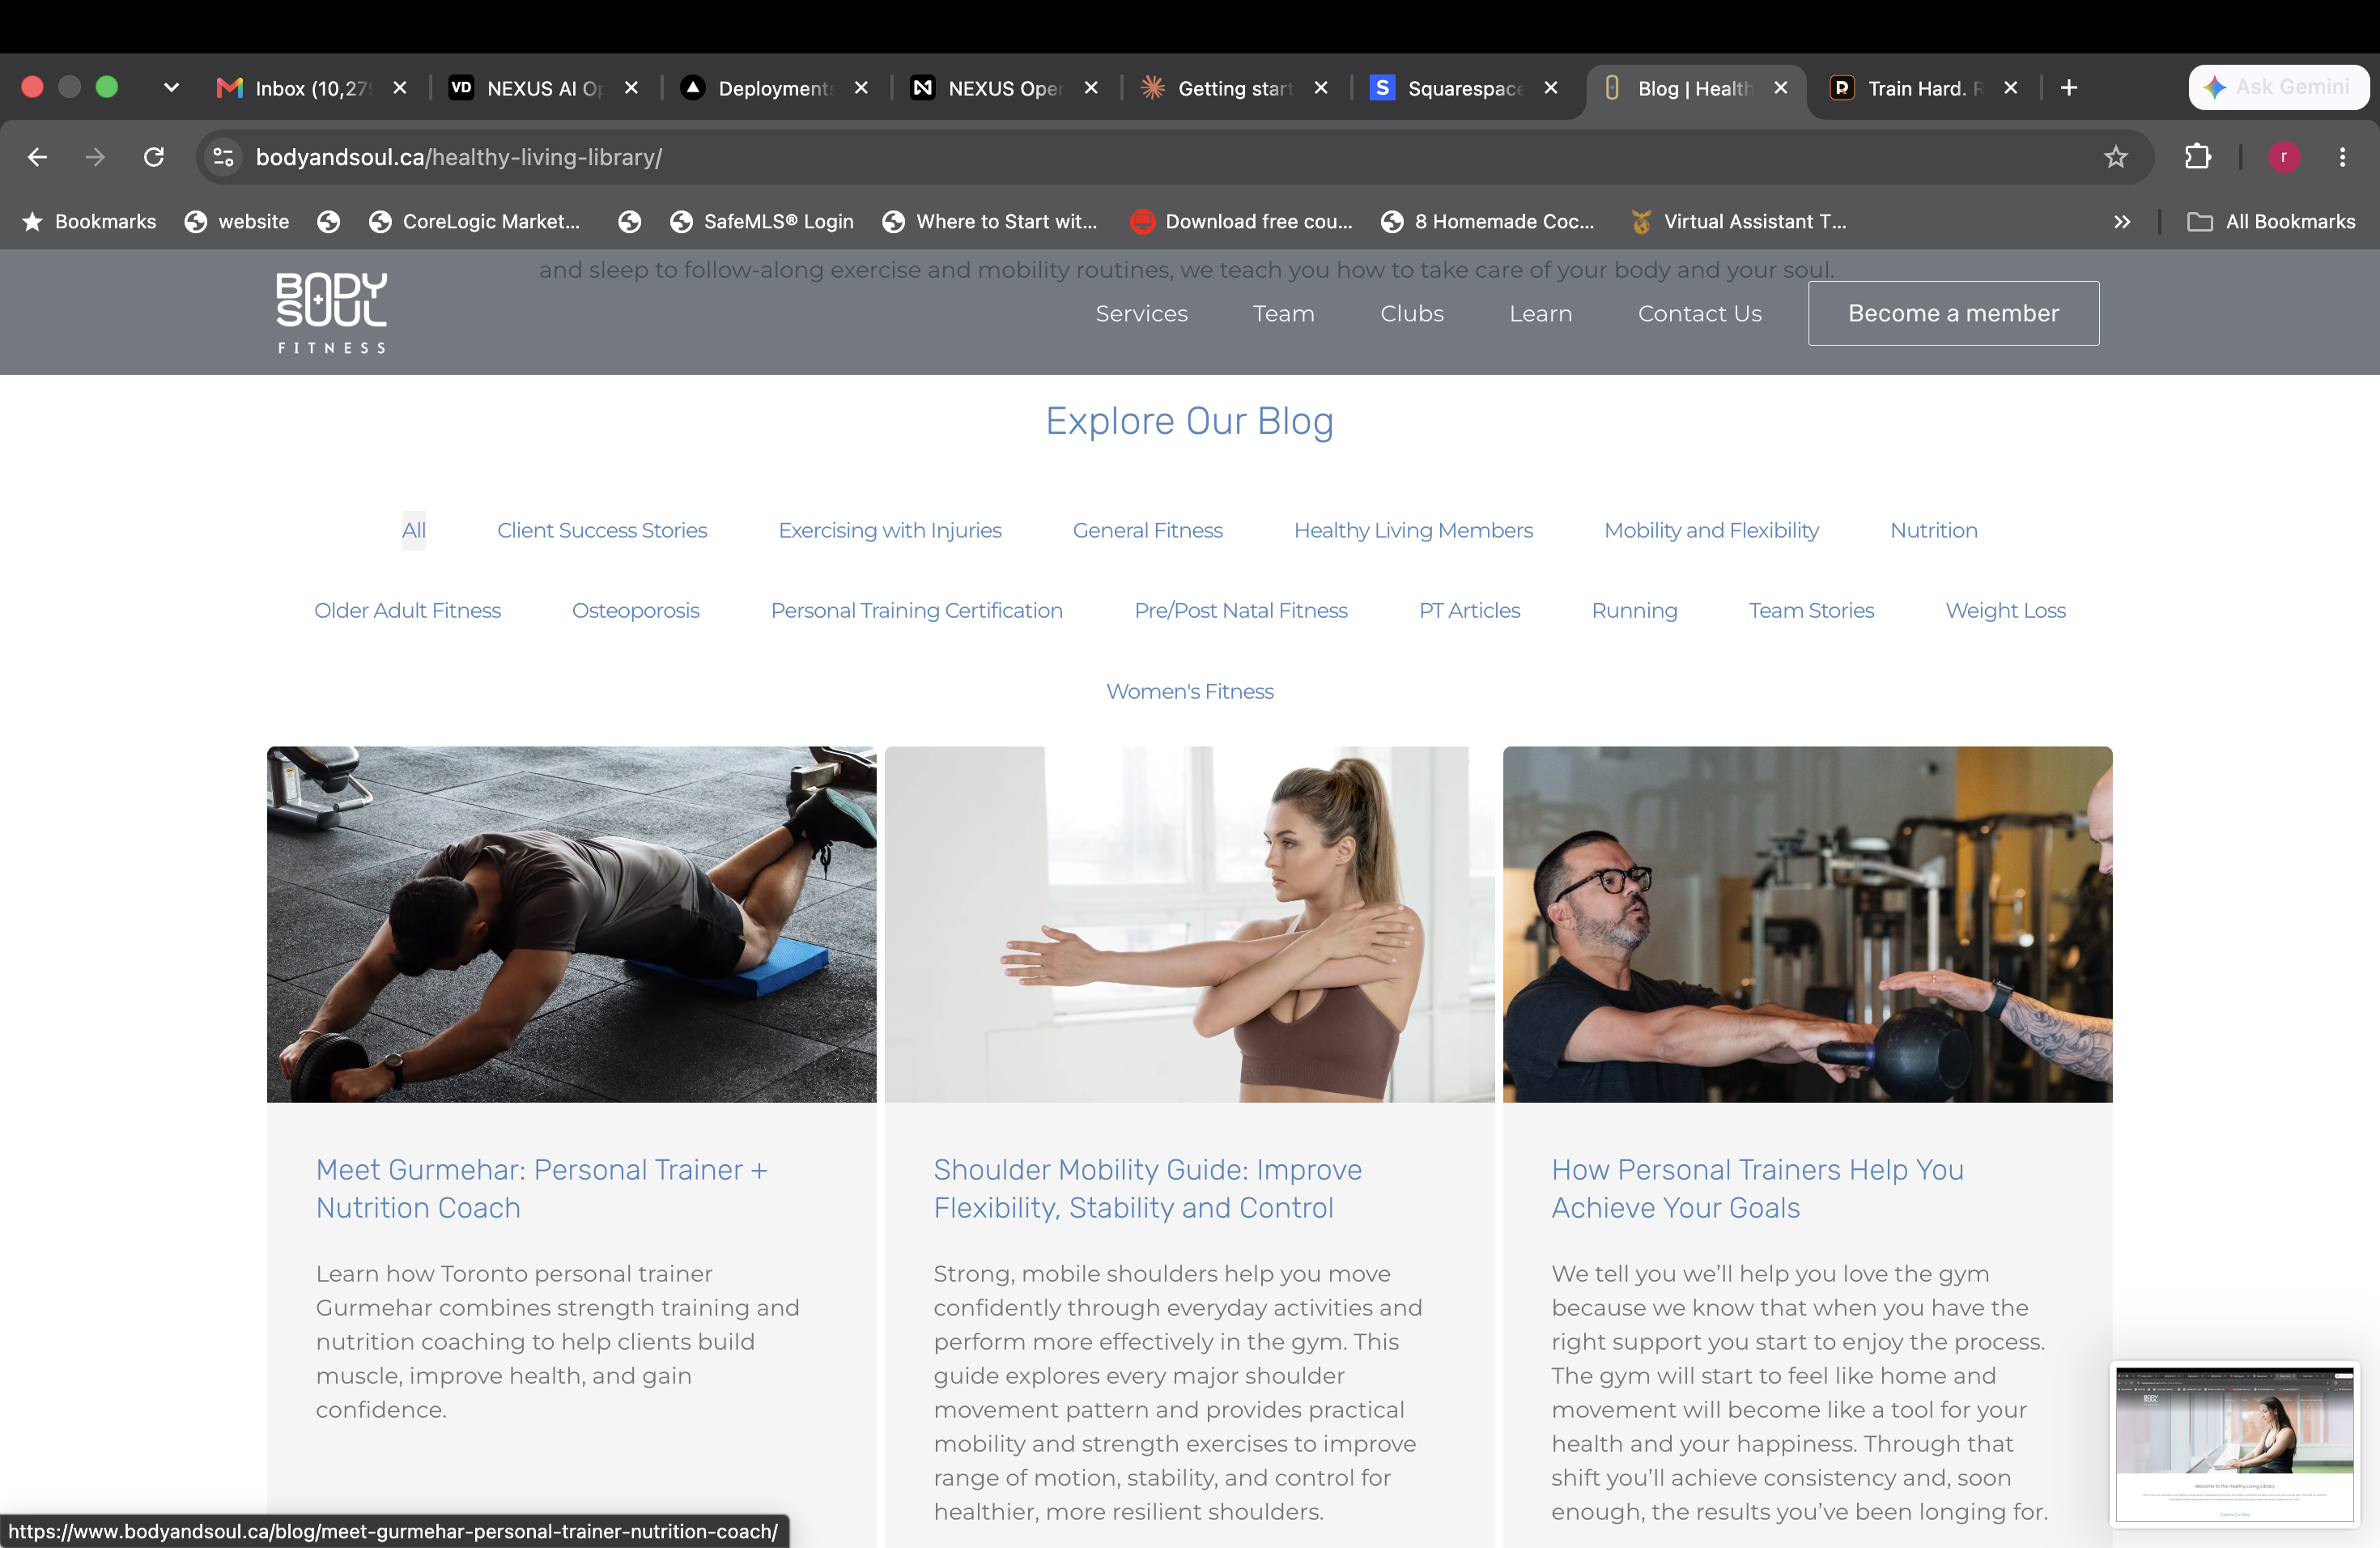 Inbox (10,279
NEXUS AI Op
Deployments
NEXUS Oper
Getting start
Squarespace
Blog | Health
Train Hard. R
Ask Gemini
bodyandsoul.ca/healthy-living-library/
r
Bookmarks
website
CoreLogic Market...
SafeMLS® Login
Where to Start wit...
Download free cou...
8 Homemade Coc...
Virtual Assistant T...
All Bookmarks
and sleep to follow-along exercise and mobility routines, we teach you how to take care of your body and your soul.
BODY
SOUL
FITNESS
Services
Team
Clubs
Learn
Contact Us
Become a member
Explore Our Blog
All
Client Success Stories
Exercising with Injuries
General Fitness
Healthy Living Members
Mobility and Flexibility
Nutrition
Older Adult Fitness
Osteoporosis
Personal Training Certification
Pre/Post Natal Fitness
PT Articles
Running
Team Stories
Weight Loss
Women's Fitness
Meet Gurmehar: Personal Trainer +
Nutrition Coach
Learn how Toronto personal trainer
Gurmehar combines strength training and
nutrition coaching to help clients build
muscle, improve health, and gain
confidence.
Shoulder Mobility Guide: Improve
Flexibility, Stability and Control
Strong, mobile shoulders help you move
confidently through everyday activities and
perform more effectively in the gym. This
guide explores every major shoulder
movement pattern and provides practical
mobility and strength exercises to improve
range of motion, stability, and control for
healthier, more resilient shoulders.
How Personal Trainers Help You
Achieve Your Goals
We tell you we’ll help you love the gym
because we know that when you have the
right support you start to enjoy the process.
The gym will start to feel like home and
movement will become like a tool for your
health and your happiness. Through that
shift you’ll achieve consistency and, soon
enough, the results you’ve been longing for.
Welcome to the Healthy Living Library
Explore Our Blog
https://www.bodyandsoul.ca/blog/meet-gurmehar-personal-trainer-nutrition-coach/